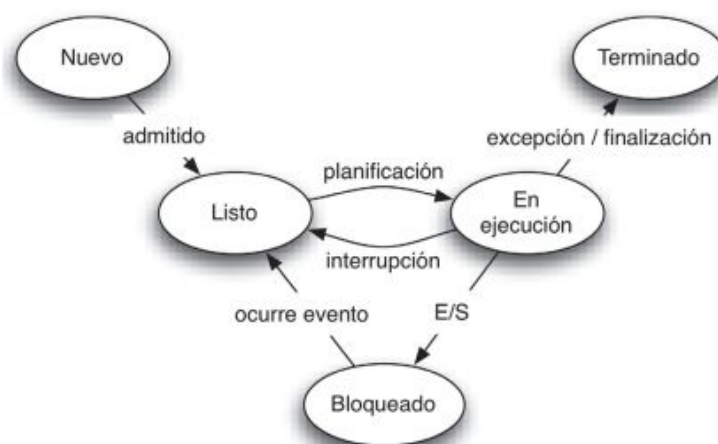 Nuevo
Terminado
admitido
excepción / finalización
planificación
Listo
En
ejecución
interrupción
ocurre evento
E/S
Bloqueado